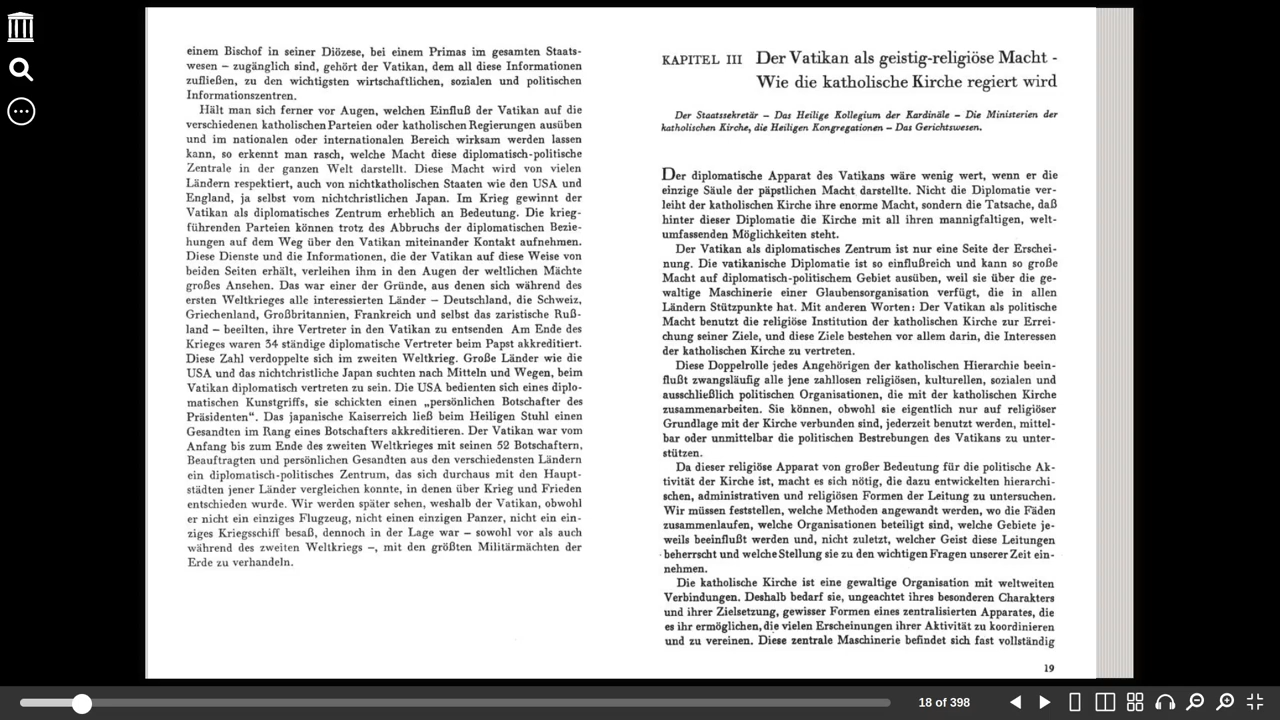 einem Bischof in seiner Diözese, bei einem Primas im gesamten Staats-
wesen – zugänglich sind, gehört der Vatikan, dem all diese Informationen
zufließen, zu den wichtigsten wirtschaftlichen, sozialen und politischen
Informationszentren.
Hält man sich ferner vor Augen, welchen Einfluß der Vatikan auf die
verschiedenen katholischen Parteien oder katholischen Regierungen ausüben
und im nationalen oder internationalen Bereich wirksam werden lassen
kann, so erkennt man rasch, welche Macht diese diplomatisch-politische
Zentrale in der ganzen Welt darstellt. Diese Macht wird von vielen
Ländern respektiert, auch von nichtkatholischen Staaten wie den USA und
England, ja selbst vom nichtchristlichen Japan. Im Krieg gewinnt der
Vatikan als diplomatisches Zentrum erheblich an Bedeutung. Die krieg-
führenden Parteien können trotz des Abbruchs der diplomatischen Bezie-
hungen auf dem Weg über den Vatikan miteinander Kontakt aufnehmen.
Diese Dienste und die Informationen, die der Vatikan auf diese Weise von
beiden Seiten erhält, verleihen ihm in den Augen der weltlichen Mächte
großes Ansehen. Das war einer der Gründe, aus denen sich während des
ersten Weltkrieges alle interessierten Länder – Deutschland, die Schweiz,
Griechenland, Großbritannien, Frankreich und selbst das zaristische Ruß-
land – beeilten, ihre Vertreter in den Vatikan zu entsenden Am Ende des
Krieges waren 34 ständige diplomatische Vertreter beim Papst akkreditiert.
Diese Zahl verdoppelte sich im zweiten Weltkrieg. Große Länder wie die
USA und das nichtchristliche Japan suchten nach Mitteln und Wegen, beim
Vatikan diplomatisch vertreten zu sein. Die USA bedienten sich eines diplo-
matischen Kunstgriffs, sie schickten einen „persönlichen Botschafter des
Präsidenten“. Das japanische Kaiserreich ließ beim Heiligen Stuhl einen
Gesandten im Rang eines Botschafters akkreditieren. Der Vatikan war vom
Anfang bis zum Ende des zweiten Weltkrieges mit seinen 52 Botschaftern,
Beauftragten und persönlichen Gesandten aus den verschiedensten Ländern
ein diplomatisch-politisches Zentrum, das sich durchaus mit den Haupt-
städten jener Länder vergleichen konnte, in denen über Krieg und Frieden
entschieden wurde. Wir werden später sehen, weshalb der Vatikan, obwohl
er nicht ein einziges Flugzeug, nicht einen einzigen Panzer, nicht ein ein-
ziges Kriegsschiff besaß, dennoch in der Lage war – sowohl vor als auch
während des zweiten Weltkriegs –, mit den größten Militärmächten der
Erde zu verhandeln.
KAPITEL III Der Vatikan als geistig-religiöse Macht -
Wie die katholische Kirche regiert wird
Der Staatssekretär – Das Heilige Kollegium der Kardinäle – Die Ministerien der
katholischen Kirche, die Heiligen Kongregationen – Das Gerichtswesen.
Der diplomatische Apparat des Vatikans wäre wenig wert, wenn er die
einzige Säule der päpstlichen Macht darstellte. Nicht die Diplomatie ver-
leiht der katholischen Kirche ihre enorme Macht, sondern die Tatsache, daß
hinter dieser Diplomatie die Kirche mit all ihren mannigfaltigen, welt-
umfassenden Möglichkeiten steht.
Der Vatikan als diplomatisches Zentrum ist nur eine Seite der Erschei-
nung. Die vatikanische Diplomatie ist so einflußreich und kann so große
Macht auf diplomatisch-politischem Gebiet ausüben, weil sie über die ge-
waltige Maschinerie einer Glaubensorganisation verfügt, die in allen
Ländern Stützpunkte hat. Mit anderen Worten: Der Vatikan als politische
Macht benutzt die religiöse Institution der katholischen Kirche zur Errei-
chung seiner Ziele, und diese Ziele bestehen vor allem darin, die Interessen
der katholischen Kirche zu vertreten.
Diese Doppelrolle jedes Angehörigen der katholischen Hierarchie beein-
flußt zwangsläufig alle jene zahllosen religiösen, kulturellen, sozialen und
ausschließlich politischen Organisationen, die mit der katholischen Kirche
zusammenarbeiten. Sie können, obwohl sie eigentlich nur auf religiöser
Grundlage mit der Kirche verbunden sind, jederzeit benutzt werden, mittel-
bar oder unmittelbar die politischen Bestrebungen des Vatikans zu unter-
stützen.
Da dieser religiöse Apparat von großer Bedeutung für die politische Ak-
tivität der Kirche ist, macht es sich nötig, die dazu entwickelten hierarchi-
schen, administrativen und religiösen Formen der Leitung zu untersuchen.
Wir müssen feststellen, welche Methoden angewandt werden, wo die Fäden
zusammenlaufen, welche Organisationen beteiligt sind, welche Gebiete je-
weils beeinflußt werden und, nicht zuletzt, welcher Geist diese Leitungen
beherrscht und welche Stellung sie zu den wichtigen Fragen unserer Zeit ein-
nehmen.
Die katholische Kirche ist eine gewaltige Organisation mit weltweiten
Verbindungen. Deshalb bedarf sie, ungeachtet ihres besonderen Charakters
und ihrer Zielsetzung, gewisser Formen eines zentralisierten Apparates, die
es ihr ermöglichen, die vielen Erscheinungen ihrer Aktivität zu koordinieren
und zu vereinen. Diese zentrale Maschinerie befindet sich fast vollständig
19
18 of 398